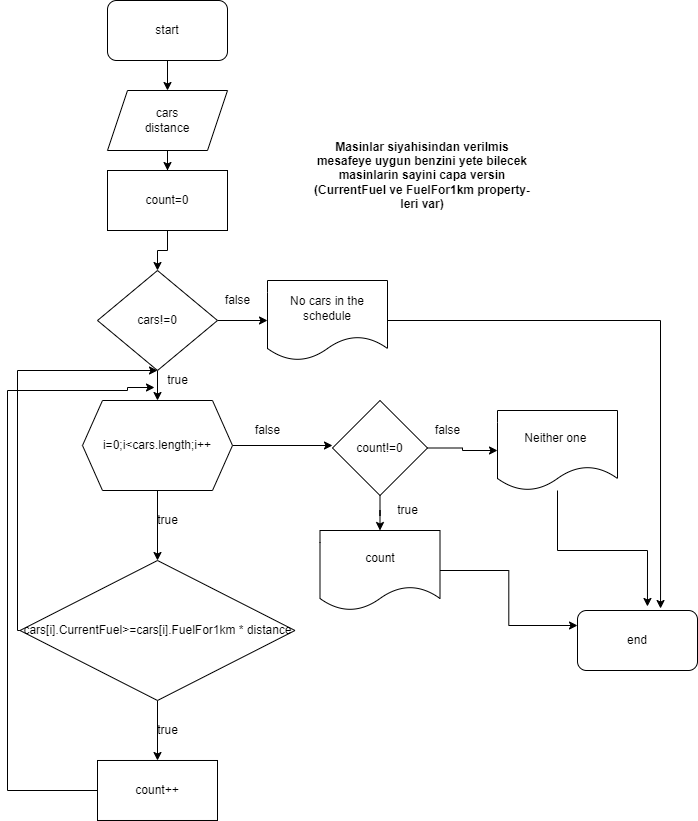 start
cars
distance
Masinlar siyahisindan verilmis
mesafeye uygun benzini yete bilecek
masinlarin sayini capa versin
(CurrentFuel ve FuelFor1km property-
leri var)
count=0
cars!=0
false
No cars in the
schedule
true
i=0;i<cars.length;i++
false
count!=0
false
Neither one
true
count
true
cars[i].CurrentFuel>=cars[i].FuelFor1km * distance
end
true
count++